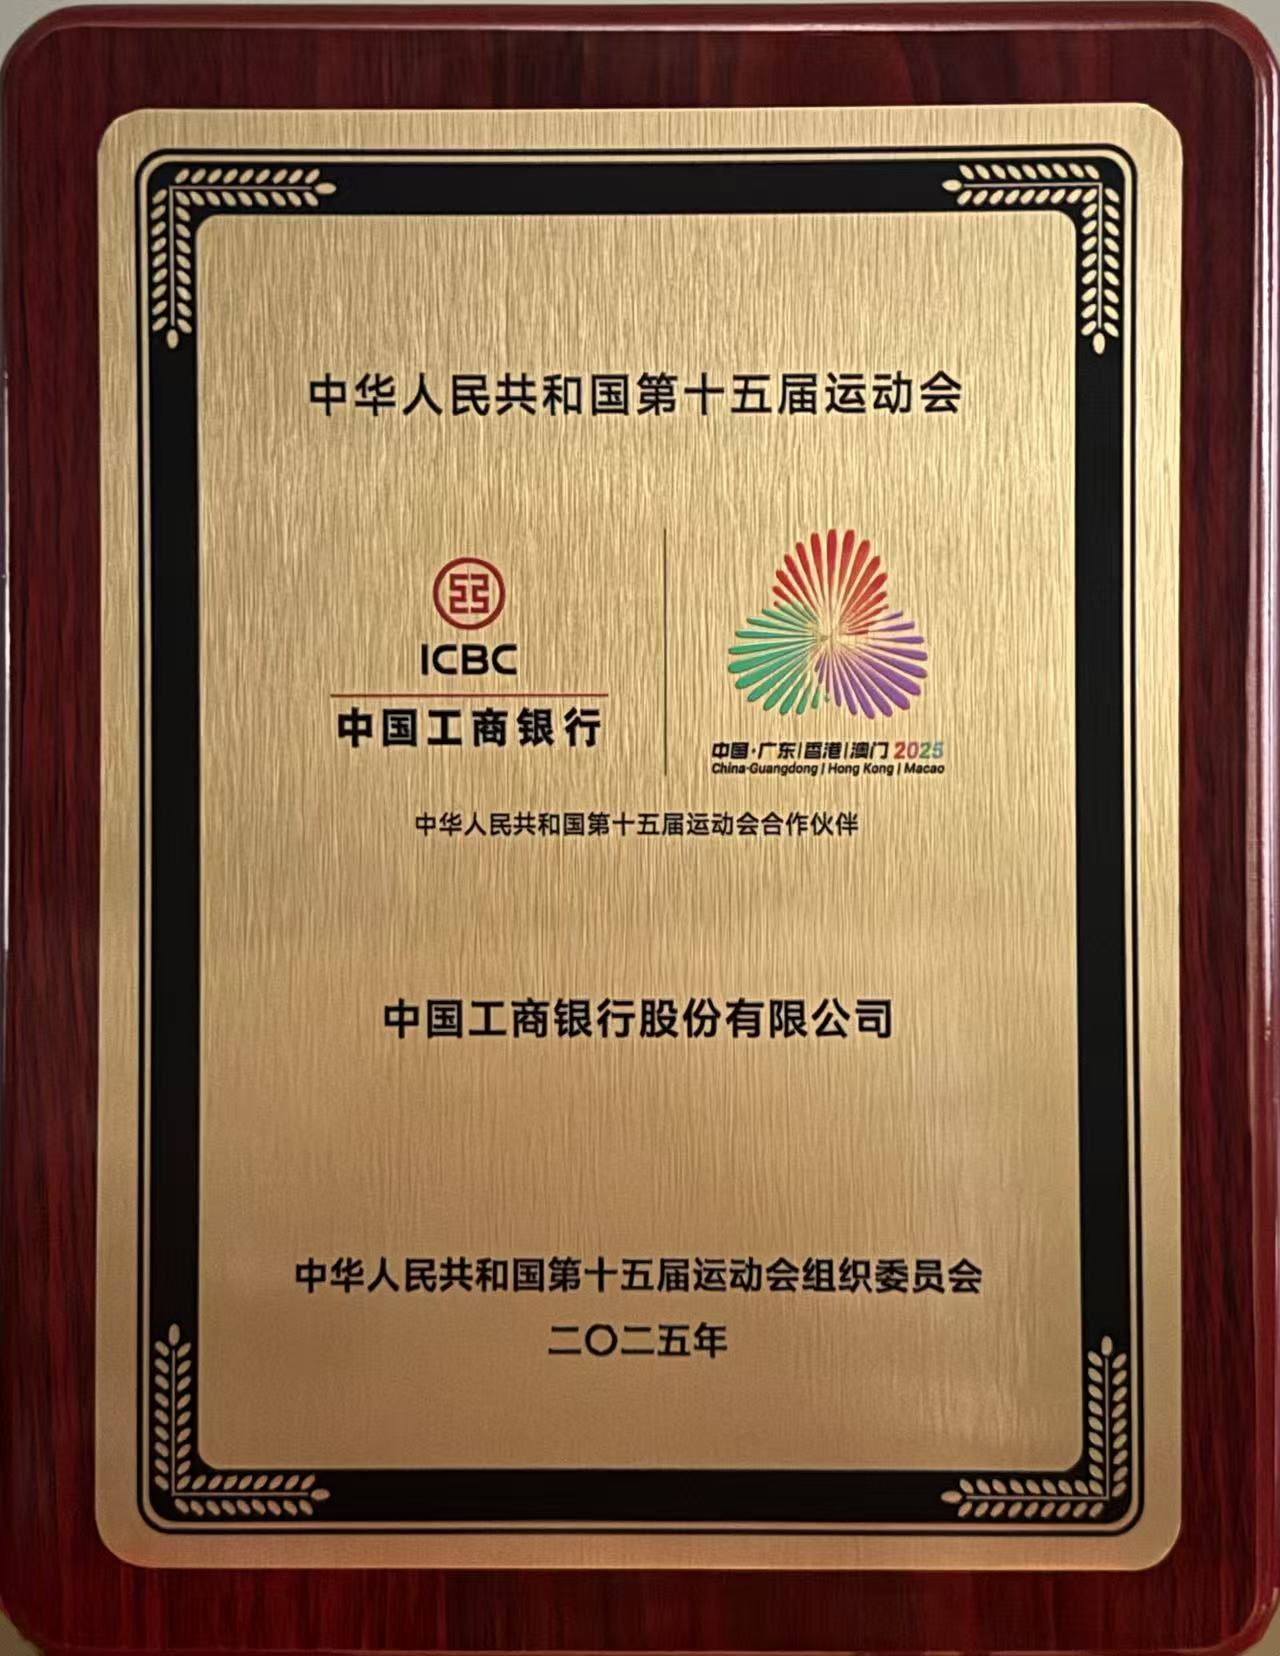 中华人民共和国第十五届运动会
ICBC
中国工商银行
中国·广东|香港|澳门 2025
China·Guangdong | Hong Kong | Macao
中华人民共和国第十五届运动会合作伙伴
中国工商银行股份有限公司
中华人民共和国第十五届运动会组织委员会
二〇二五年